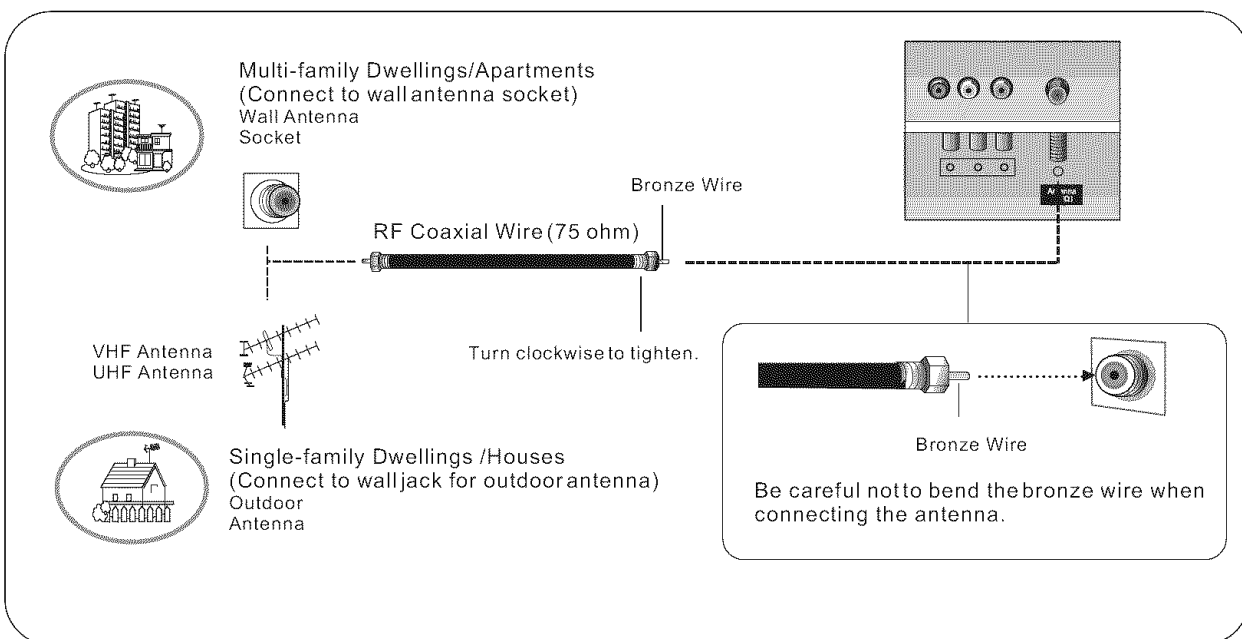 Multi-family Dwellings/Apartments
(Connect to wall antenna socket)
Wall Antenna
Socket
Bronze Wire
RF Coaxial Wire (75 ohm)
VHF Antenna
UHF Antenna
Turn clockwise to tighten.
Single-family Dwellings /Houses
(Connect to wall jack for outdoor antenna)
Outdoor
Antenna
Bronze Wire
Be careful not to bend the bronze wire when
connecting the antenna.